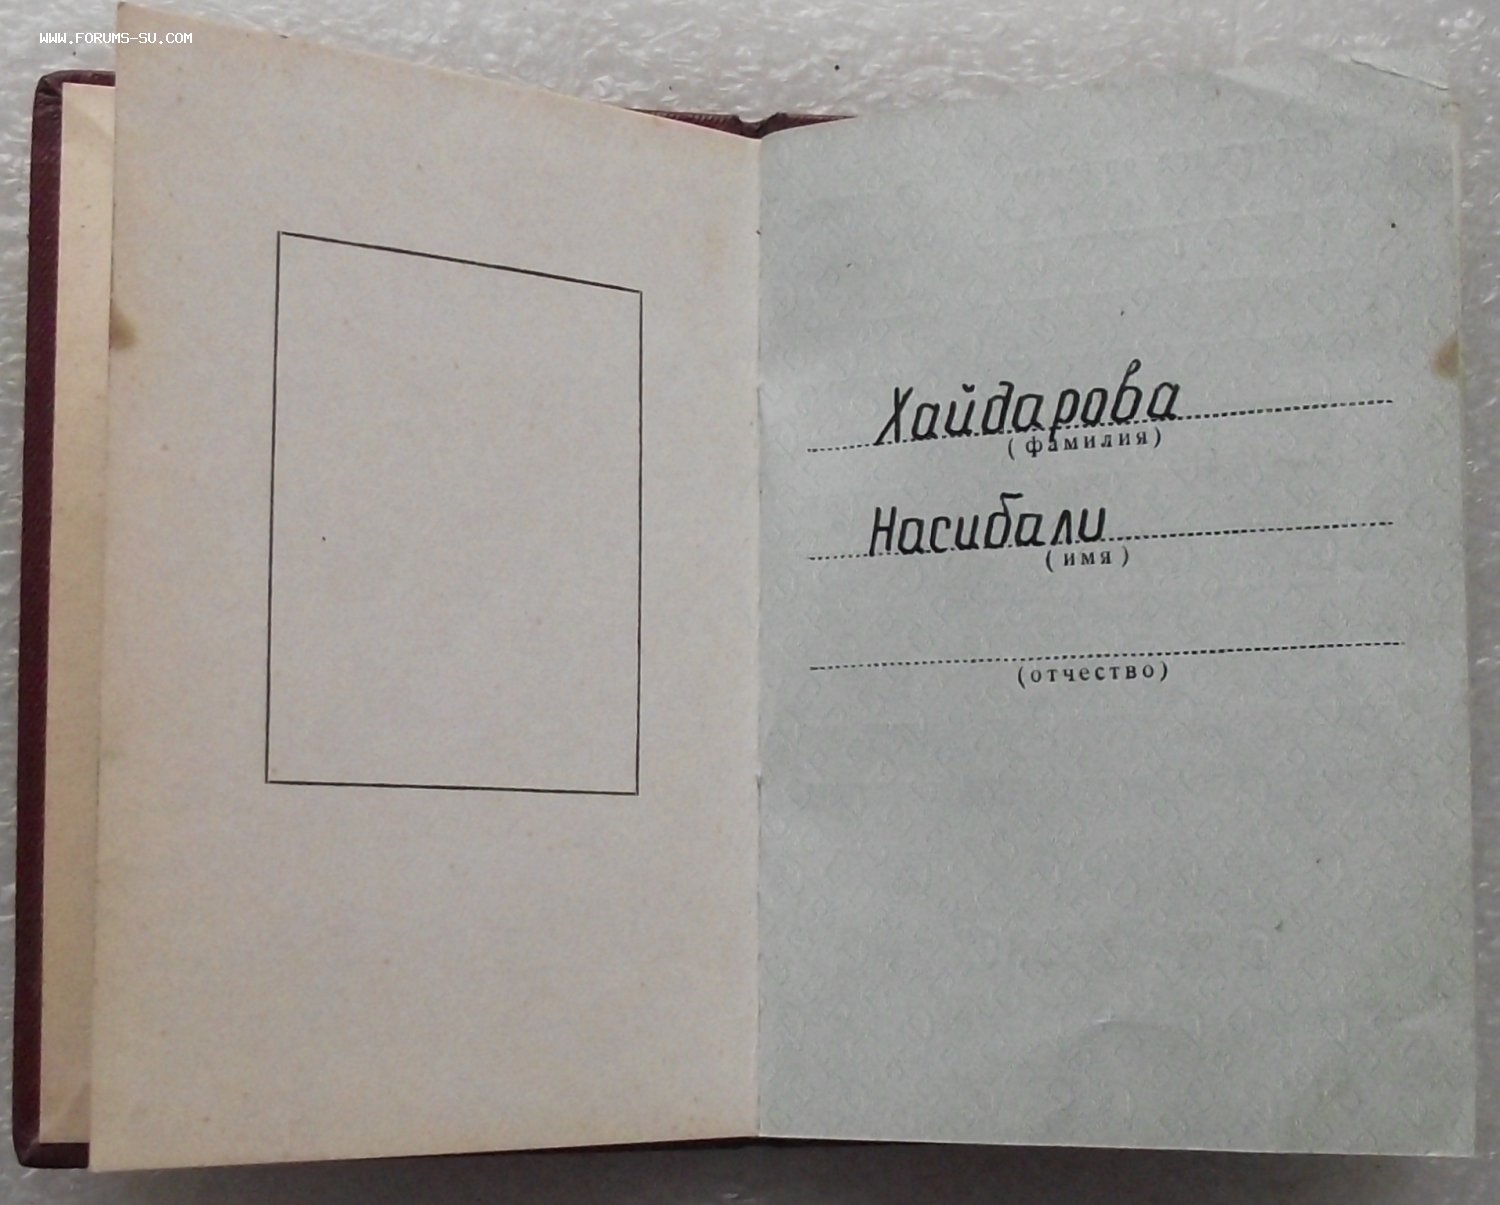 WWW.FORUMS-SU.COM
Хайдарова
(фамилия)
Насибали
(имя)
(отчество)